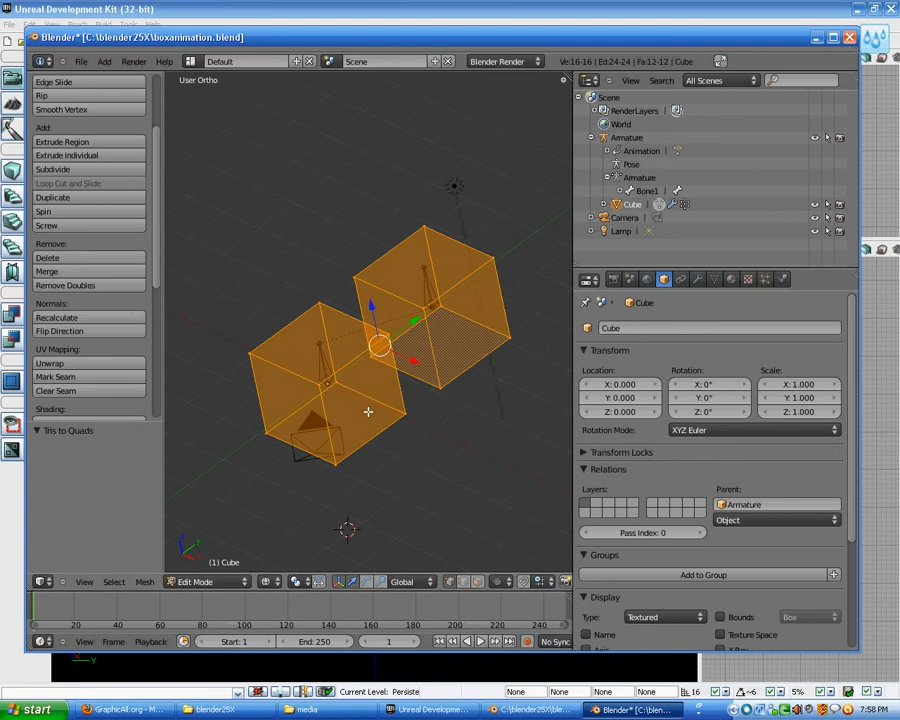 Unreal Development Kit (32-bit)
Blender* [C:\blender25X\boxanimation.blend]
File Add Render Help Default Scene Blender Render Ve:16-16 | Ed:24-24 | Fa:12-12 | Cube
Edge Slide
Rip
Smooth Vertex
Add:
Extrude Region
Extrude Individual
Subdivide
Loop Cut and Slide
Duplicate
Spin
Screw
Remove:
Delete
Merge
Remove Doubles
Normals:
Recalculate
Flip Direction
UV Mapping:
Unwrap
Mark Seam
Clear Seam
Shading:
Tris to Quads
User Ortho
(1) Cube
View Select Mesh Edit Mode Global
20 40 60 80 100 120 140 160 180 200 220 240
View Frame Playback Start: 1 End: 250 1 No Sync
View Search All Scenes
Scene
RenderLayers
World
Armature
Animation
Pose
Armature
Bone1
Cube
Camera
Lamp
Cube
Cube
Transform
Location: Rotation: Scale:
X: 0.000 X: 0° X: 1.000
Y: 0.000 Y: 0° Y: 1.000
Z: 0.000 Z: 0° Z: 1.000
Rotation Mode: XYZ Euler
Transform Locks
Relations
Layers: Parent:
Armature
Object
Pass Index: 0
Groups
Add to Group
Display
Type: Textured Bounds Box
Name Texture Space
Current Level: Persiste None None None None 16 6 5% All
start GraphicAll.org - M... blender25X media Unreal Developme... C:\blender25X\ble... Blender* [C:\blen... 7:58 PM